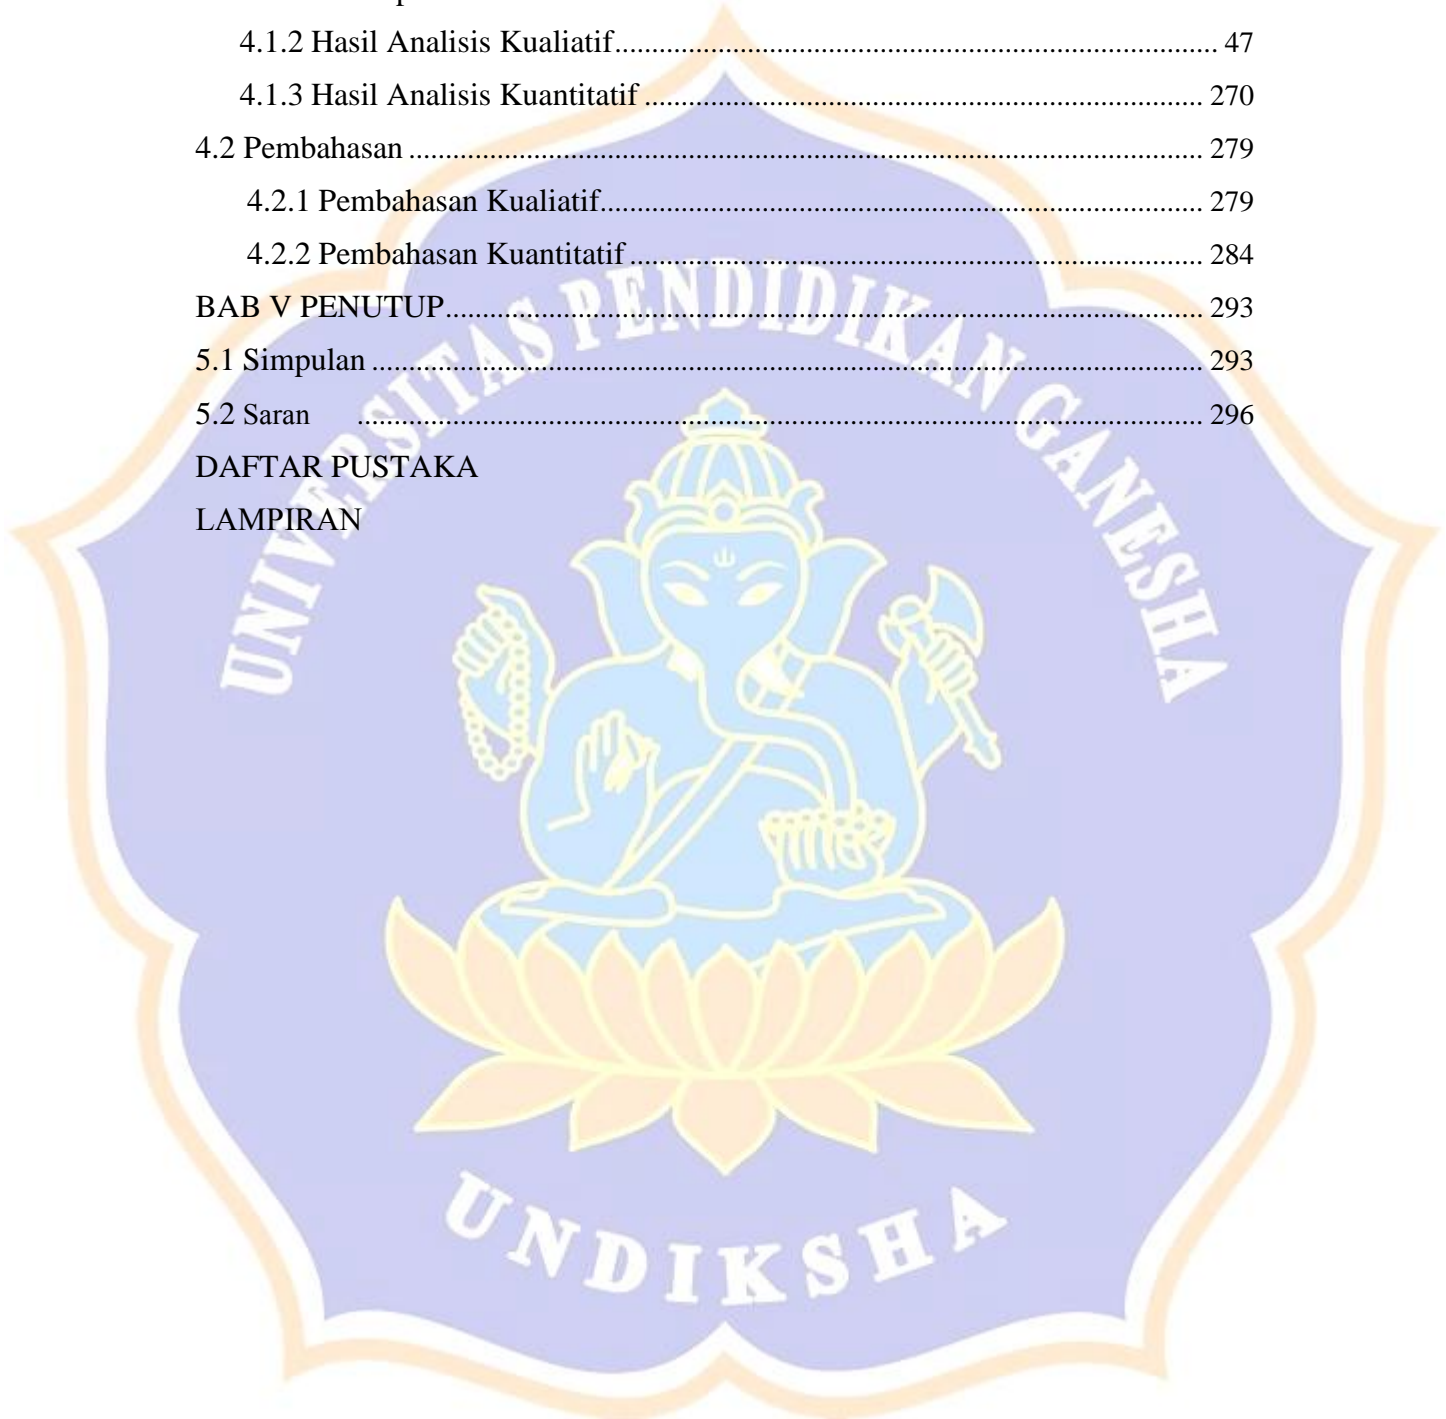 4.1.2 Hasil Analisis Kualiatif................................................................................. 47
4.1.3 Hasil Analisis Kuantitatif ........................................................................... 270
4.2 Pembahasan .......................................................................................................... 279
4.2.1 Pembahasan Kualiatif................................................................................. 279
4.2.2 Pembahasan Kuantitatif ............................................................................. 284
BAB V PENUTUP..................................................................................................... 293
5.1 Simpulan ............................................................................................................... 293
5.2 Saran ................................................................................................................. 296
DAFTAR PUSTAKA
LAMPIRAN
UNIVERSITAS PENDIDIKAN GANESHA
UNDIKSHA